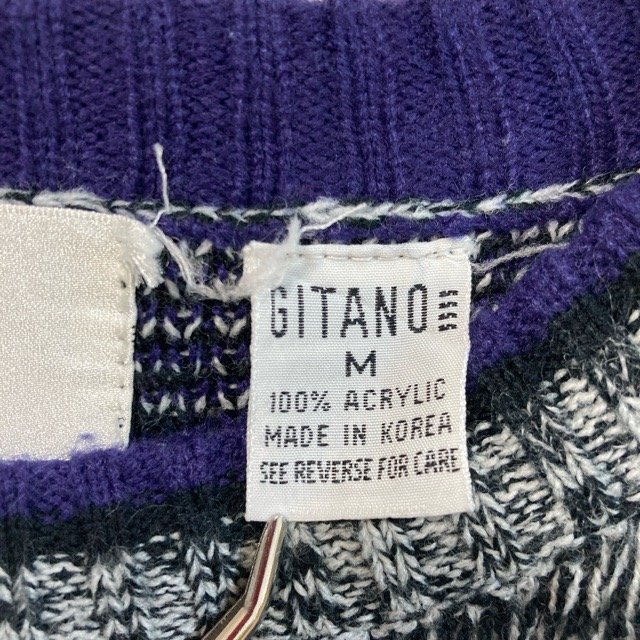 GITANO
M
100% ACRYLIC
MADE IN KOREA
SEE REVERSE FOR CARE